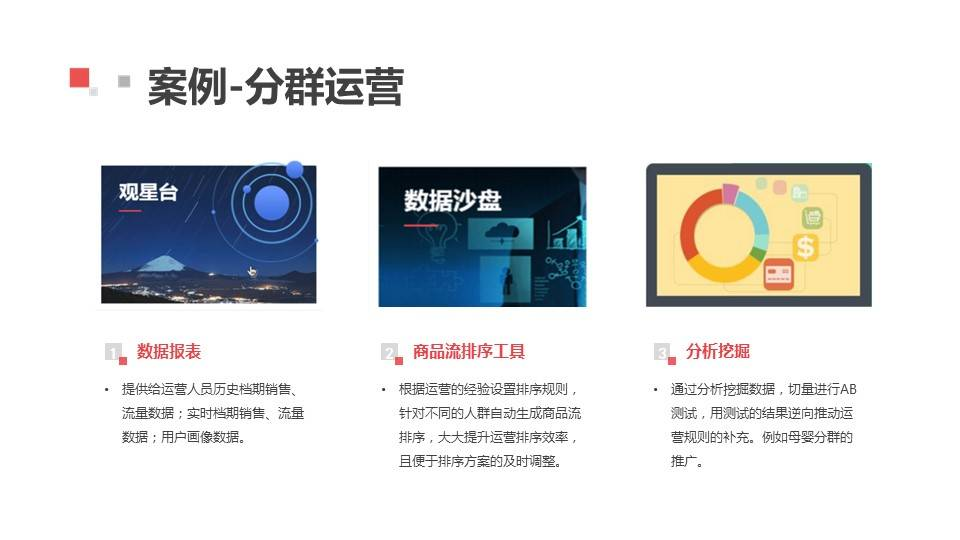 案例-分群运营
观星台
数据沙盘
$
1 数据报表
• 提供给运营人员历史档期销售、
流量数据；实时档期销售、流量
数据；用户画像数据。
2 商品流排序工具
• 根据运营的经验设置排序规则，
针对不同的人群自动生成商品流
排序，大大提升运营排序效率，
且便于排序方案的及时调整。
3 分析挖掘
• 通过分析挖掘数据，切量进行AB
测试，用测试的结果逆向推动运
营规则的补充。例如母婴分群的
推广。